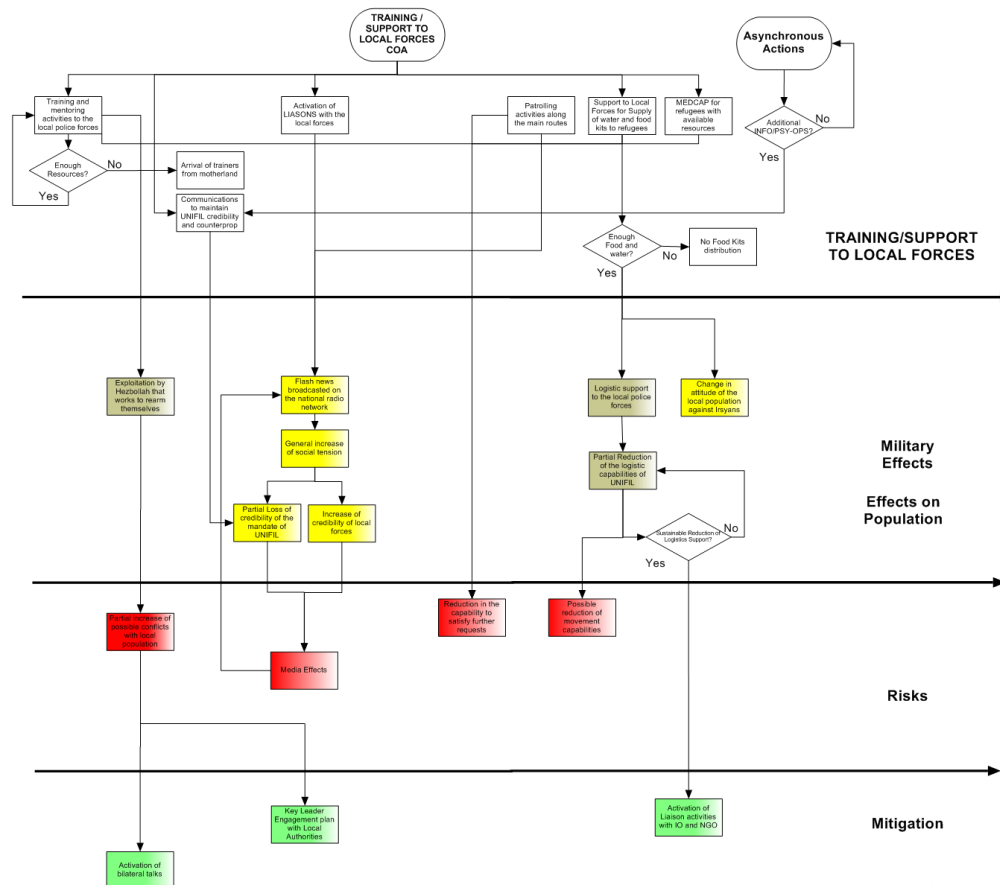 TRAINING /
SUPPORT TO
LOCAL FORCES
COA
Asynchronous
Actions
Training and
mentoring
activities to the
local police forces
Activation of
LIASONS with the
local forces
Patrolling
activities along
the main routes
Support to Local
Forces for Supply
of water and food
kits to refugees
MEDCAP for
refugees with
available
resources
Additional
INFO/PSY-OPS?
No
Yes
Enough
Resources?
No
Yes
Arrival of trainers
from motherland
Communications
to maintain
UNIFIL credibility
and counterprop
Enough
Food and
water?
No
Yes
No Food Kits
distribution
TRAINING/SUPPORT
TO LOCAL FORCES
Exploitation by
Hezbollah that
works to rearm
themselves
Flash news
broadcasted on
the national radio
network
Logistic support
to the local police
forces
Change in
attitude of the
local population
against Irsyans
General increase
of social tension
Partial Reduction
of the logistic
capabilities of
UNIFIL
Military
Effects
Partial Loss of
credibility of the
mandate of
UNIFIL
Increase of
credibility of local
forces
Sustainable Reduction of
Logistics Support?
No
Yes
Effects on
Population
Partial increase of
possible conflicts
with local
population
Reduction in the
capability to
satisfy further
requests
Possible
reduction of
movement
capabilities
Media Effects
Risks
Key Leader
Engagement plan
with Local
Authorities
Activation of
Liaison activities
with IO and NGO
Mitigation
Activation of
bilateral talks